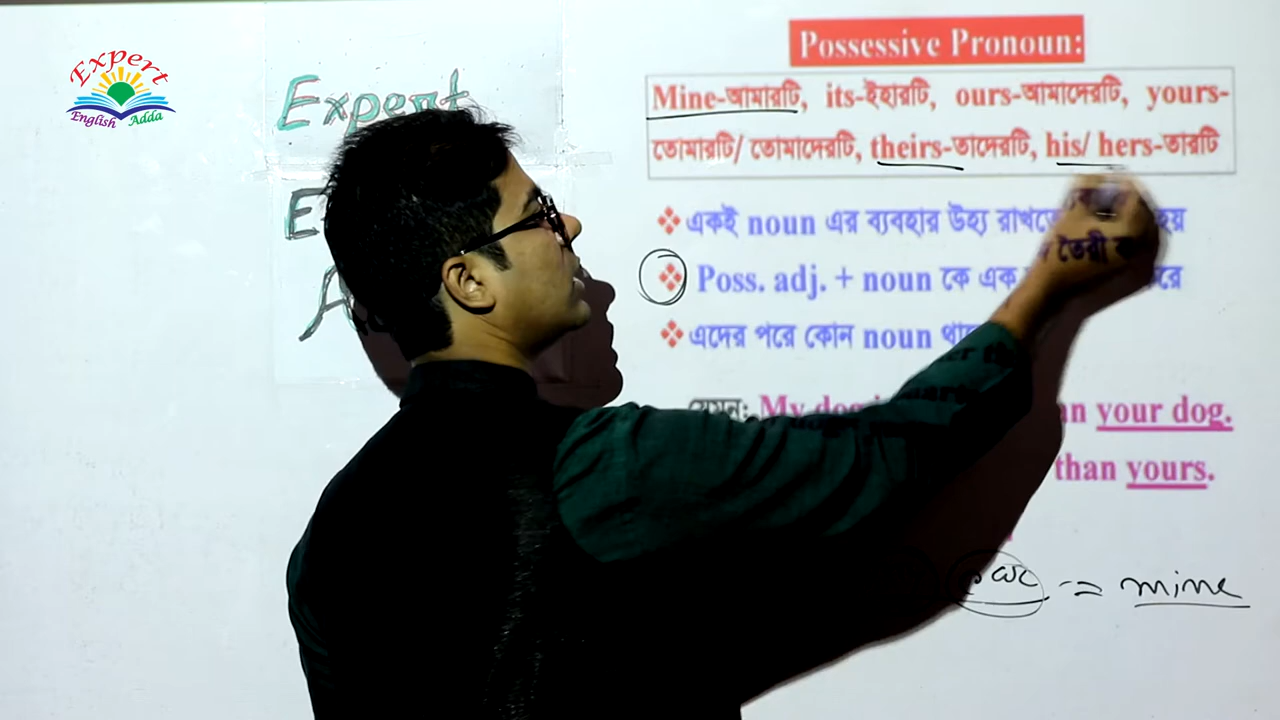 Expert
English Adda
Expert
E
A
Possessive Pronoun:
Mine-আমারটি, its-ইহারটি, ours-আমাদেরটি, yours-
তোমারটি/ তোমাদেরটি, theirs-তাদেরটি, his/ hers-তারটি
একই noun এর ব্যবহার উহ্য রাখতে হয়
Poss. adj. + noun কে এক
এদের পরে কোন noun
যেমন: My dog your dog.
than yours.
= mine